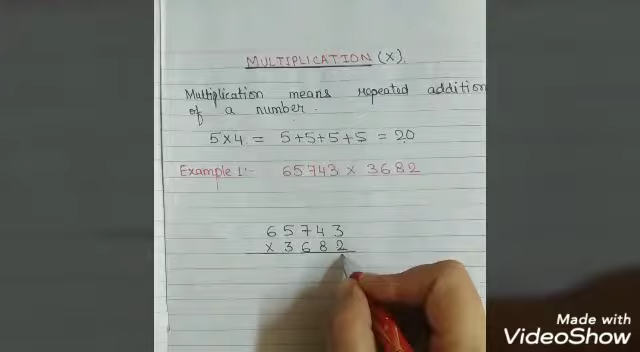 MULTIPLICATION (X).
Multiplication means repeated addition
of a number.
5×4 = 5+5+5+5 = 20
Example 1:- 65743 × 3682
65743
× 3682
Made with
VideoShow